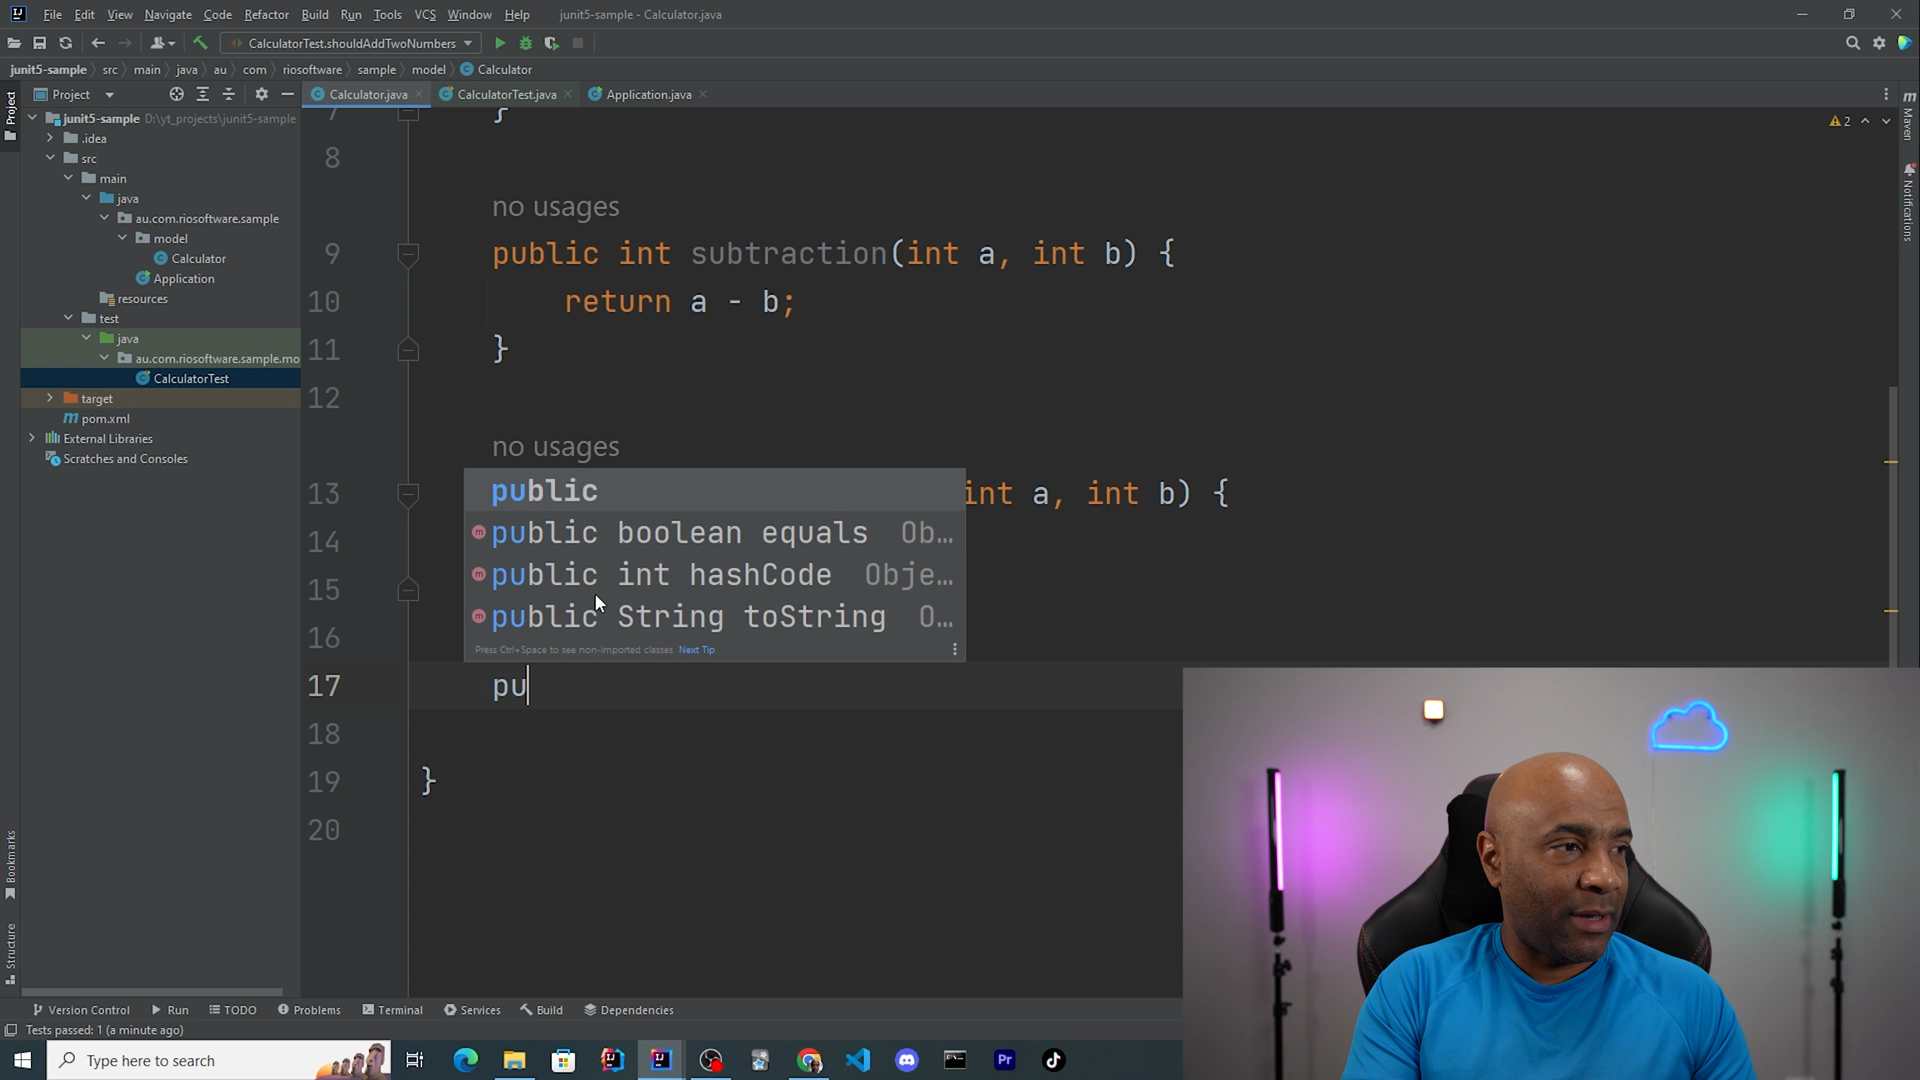 File Edit View Navigate Code Refactor Build Run Tools VCS Window Help junit5-sample - Calculator.java
CalculatorTest.shouldAddTwoNumbers
junit5-sample src main java au com riosoftware sample model Calculator
Project
Project
Calculator.java
CalculatorTest.java
Application.java
junit5-sample D:\yt_projects\junit5-sample
.idea
src
main
java
au.com.riosoftware.sample
model
Calculator
Application
resources
test
java
au.com.riosoftware.sample.mo
CalculatorTest
target
pom.xml
External Libraries
Scratches and Consoles
Bookmarks
Structure
2
Maven
Notifications
7 }
8
no usages
9 public int subtraction(int a, int b) {
10 return a - b;
11 }
12
no usages
13 int a, int b) {
14
15
16
public
public boolean equals Ob…
public int hashCode Obje…
public String toString O…
Press Ctrl+Space to see non-imported classes Next Tip
17 pu
18
19 }
20
Version Control Run TODO Problems Terminal Services Build Dependencies
Tests passed: 1 (a minute ago)
Type here to search